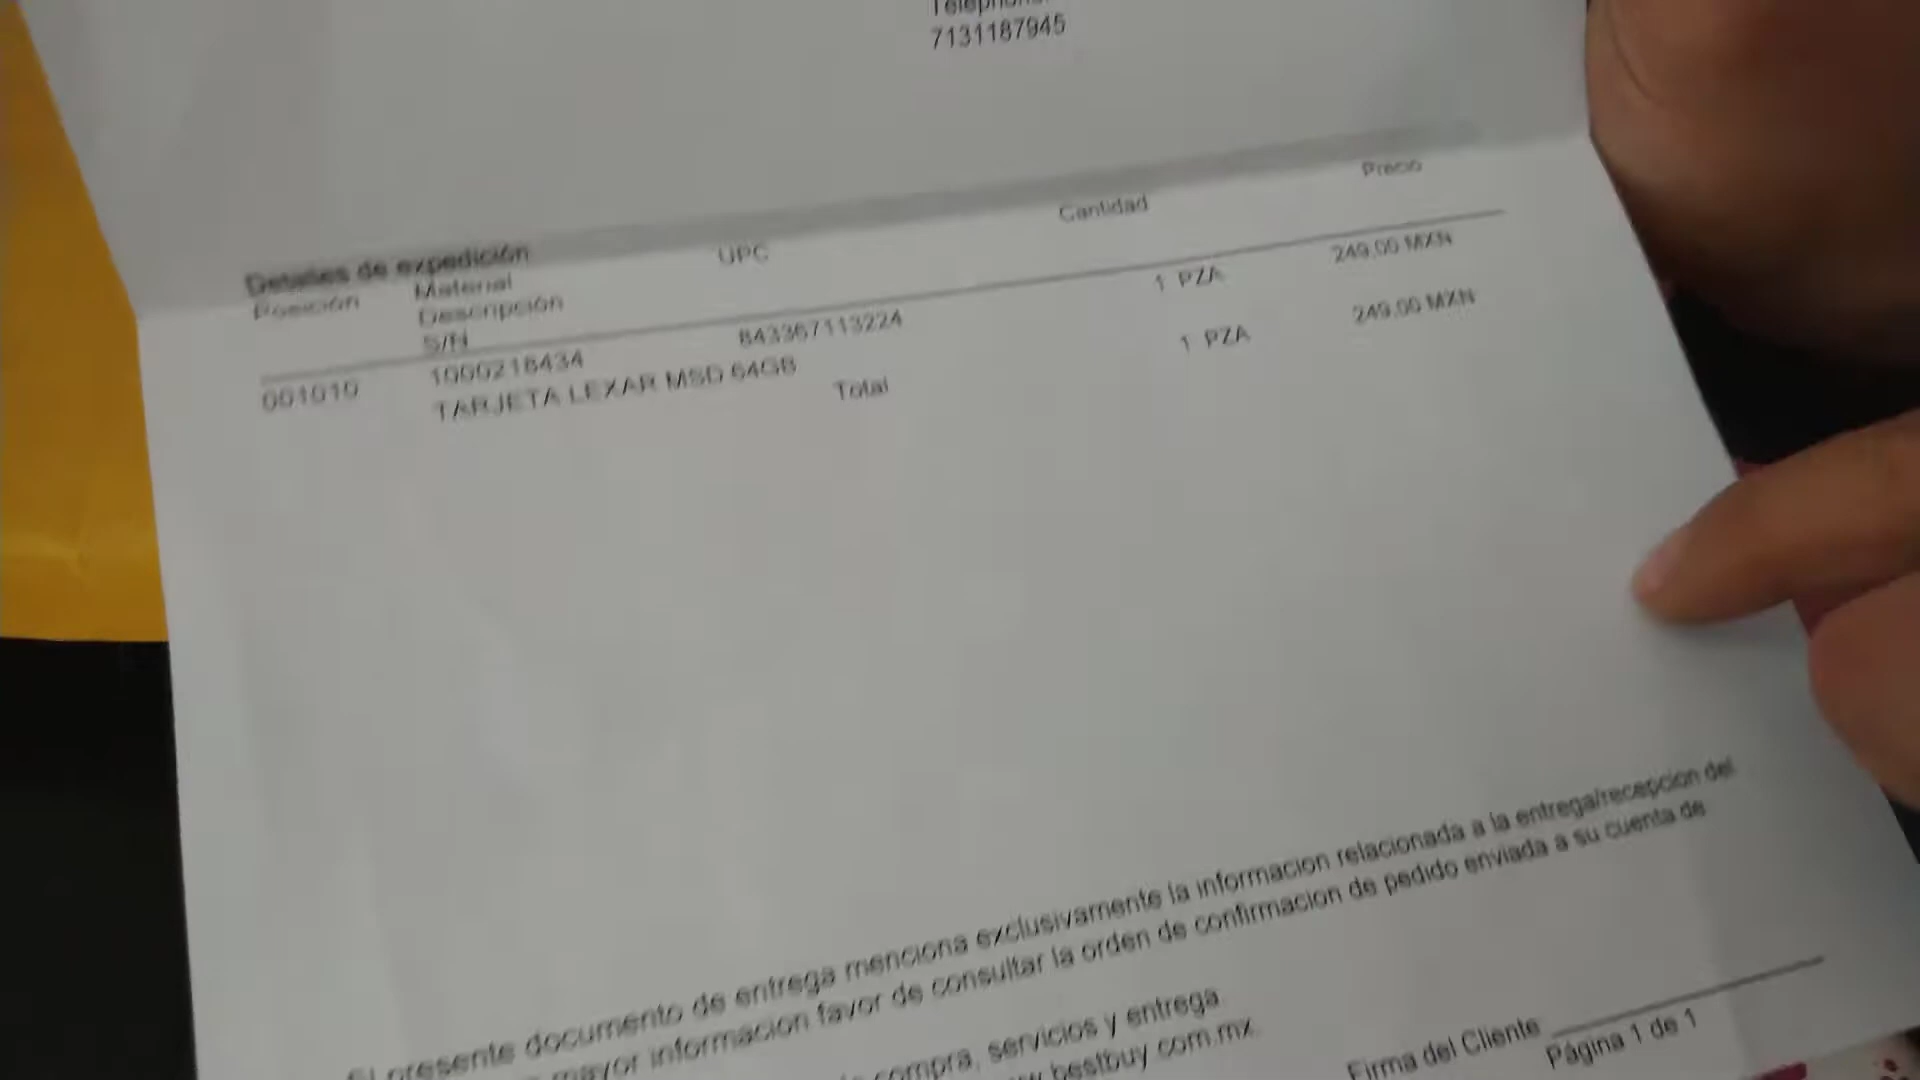 Telephone
7131187945
Detalles de expedición
Posición Material UPC Cantidad Precio
Descripción
S/N
001010 1000218434 843367113224 1 PZA 249.00 MXN
TARJETA LEXAR MSD 64GB
Total 1 PZA 249.00 MXN
El presente documento de entrega menciona exclusivamente la informacion relacionada a la entrega/recepcion del
mayor informacion favor de consultar la orden de confirmacion de pedido enviada a su cuenta de
compra, servicios y entrega
bestbuy.com.mx
Firma del Cliente
Página 1 de 1